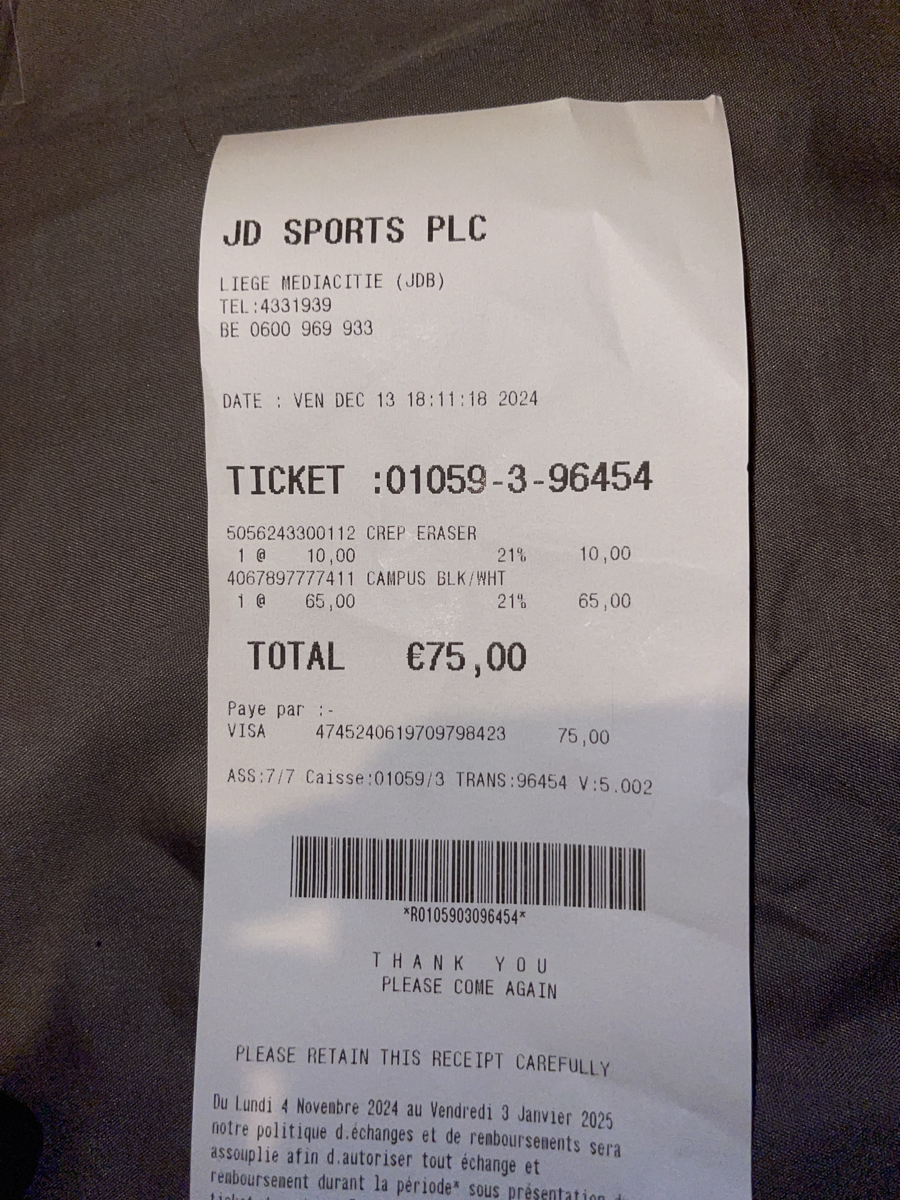 JD SPORTS PLC
LIEGE MEDIACITIE (JDB)
TEL:4331939
BE 0600 969 933
DATE : VEN DEC 13 18:11:18 2024
TICKET :01059-3-96454
5056243300112 CREP ERASER
1 @ 10,00 21% 10,00
4067897777411 CAMPUS BLK/WHT
1 @ 65,00 21% 65,00
TOTAL €75,00
Paye par :-
VISA 4745240619709798423 75,00
ASS:7/7 Caisse:01059/3 TRANS:96454 V:5.002
*R0105903096454*
THANK YOU
PLEASE COME AGAIN
PLEASE RETAIN THIS RECEIPT CAREFULLY
Du Lundi 4 Novembre 2024 au Vendredi 3 Janvier 2025
notre politique d.échanges et de remboursements sera
assouplie afin d.autoriser tout échange et
remboursement durant la période* sous présentation